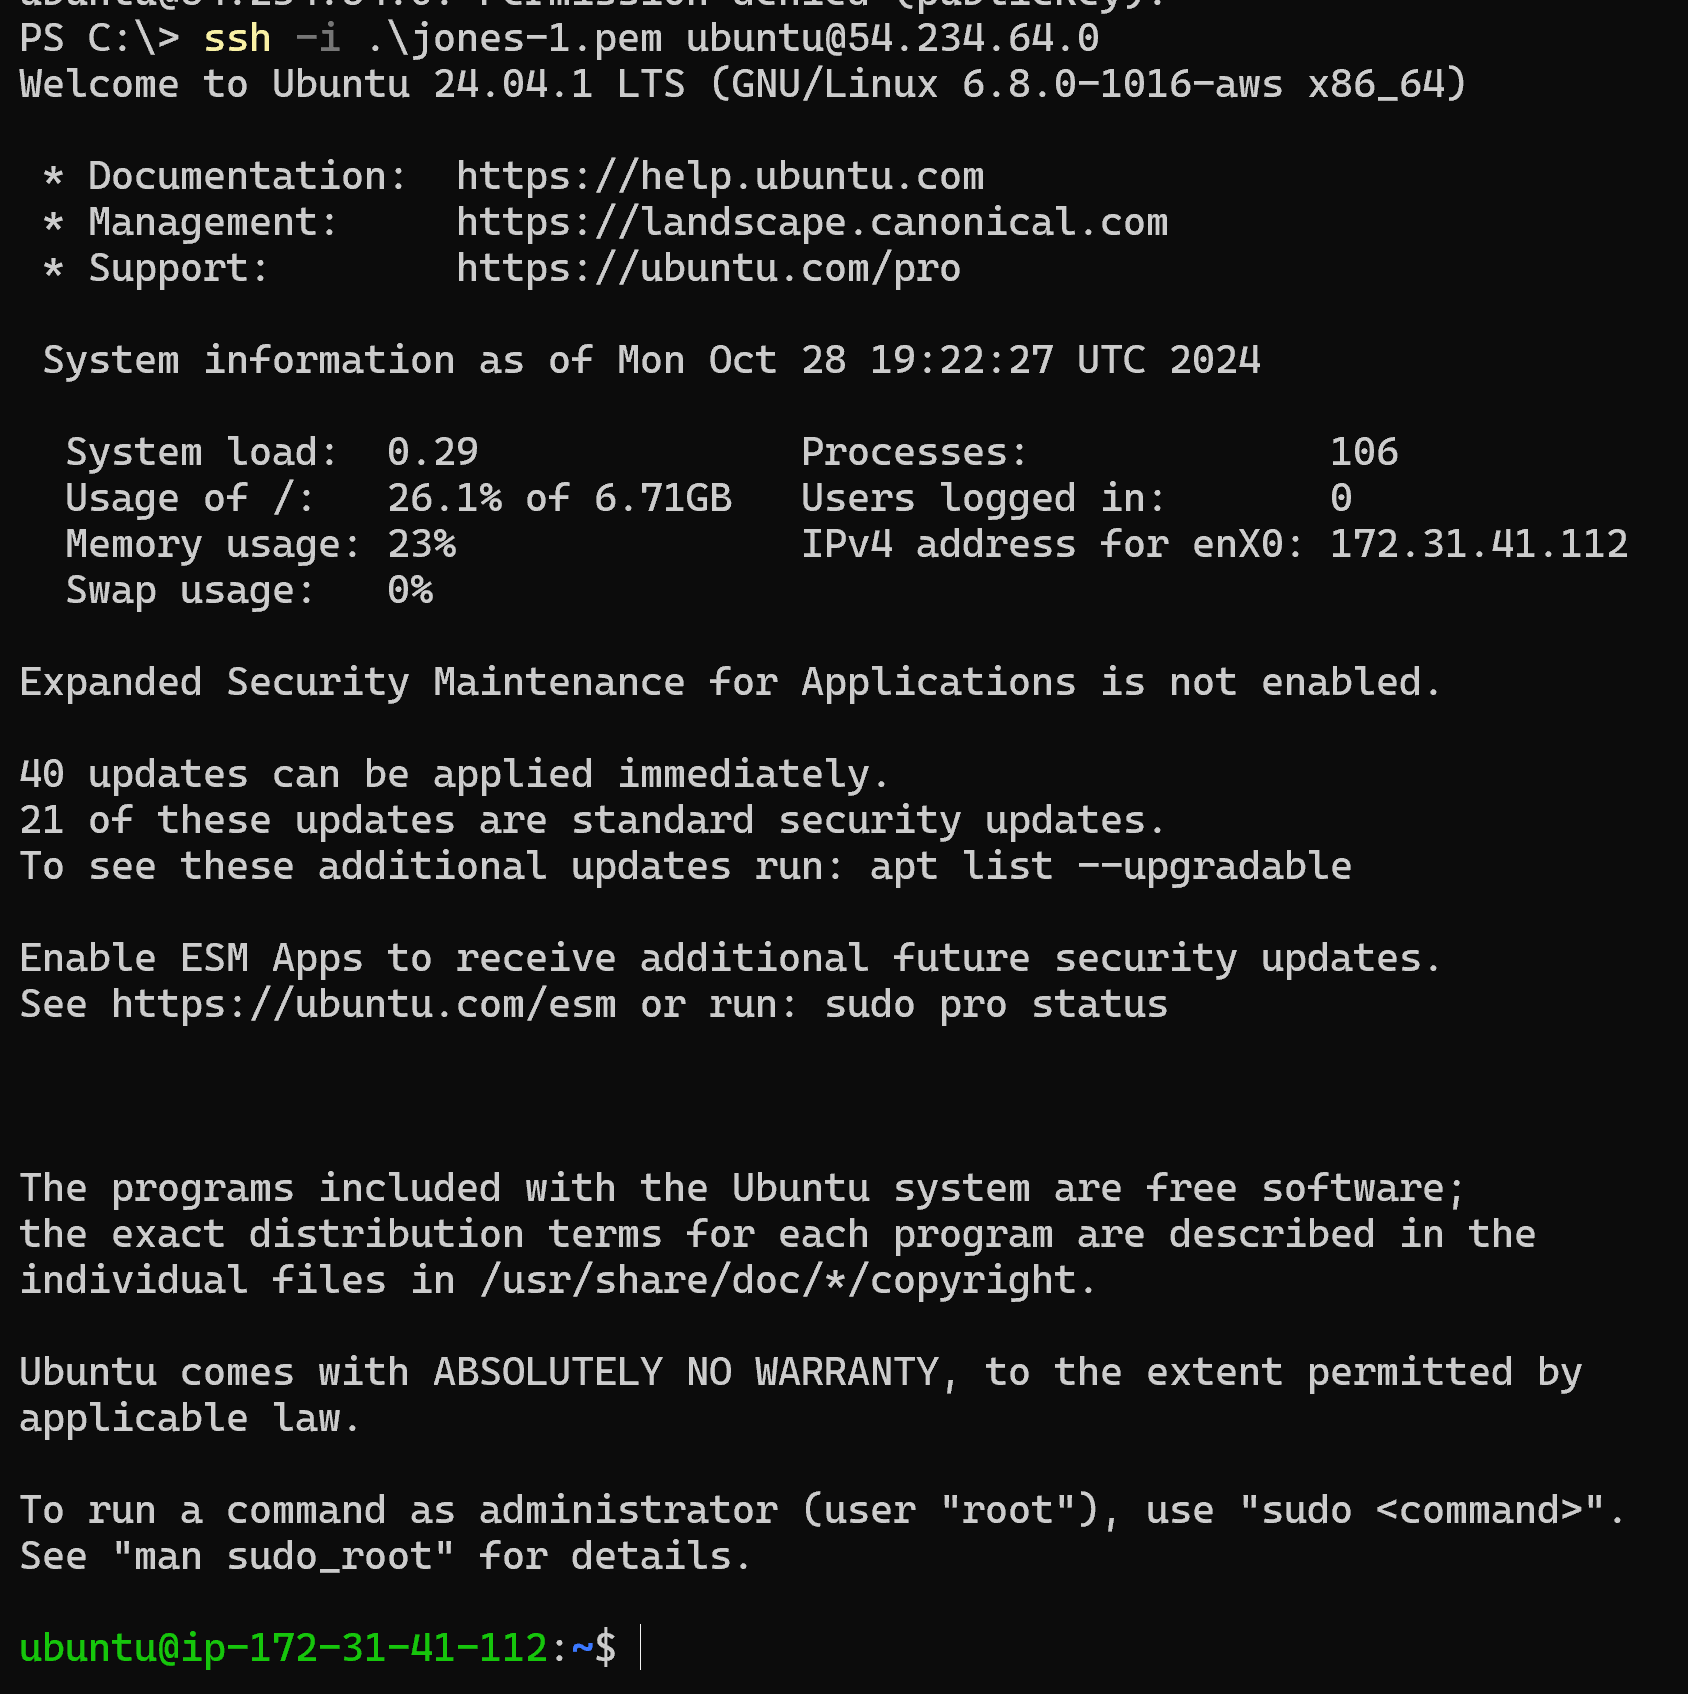 ubuntu@54.234.64.0: Permission denied (publickey).
PS C:\> ssh -i .\jones-1.pem ubuntu@54.234.64.0
Welcome to Ubuntu 24.04.1 LTS (GNU/Linux 6.8.0-1016-aws x86_64)
* Documentation: https://help.ubuntu.com
* Management: https://landscape.canonical.com
* Support: https://ubuntu.com/pro
System information as of Mon Oct 28 19:22:27 UTC 2024
System load: 0.29 Processes: 106
Usage of /: 26.1% of 6.71GB Users logged in: 0
Memory usage: 23% IPv4 address for enX0: 172.31.41.112
Swap usage: 0%
Expanded Security Maintenance for Applications is not enabled.
40 updates can be applied immediately.
21 of these updates are standard security updates.
To see these additional updates run: apt list --upgradable
Enable ESM Apps to receive additional future security updates.
See https://ubuntu.com/esm or run: sudo pro status
The programs included with the Ubuntu system are free software;
the exact distribution terms for each program are described in the
individual files in /usr/share/doc/*/copyright.
Ubuntu comes with ABSOLUTELY NO WARRANTY, to the extent permitted by
applicable law.
To run a command as administrator (user "root"), use "sudo <command>".
See "man sudo_root" for details.
ubuntu@ip-172-31-41-112:~$